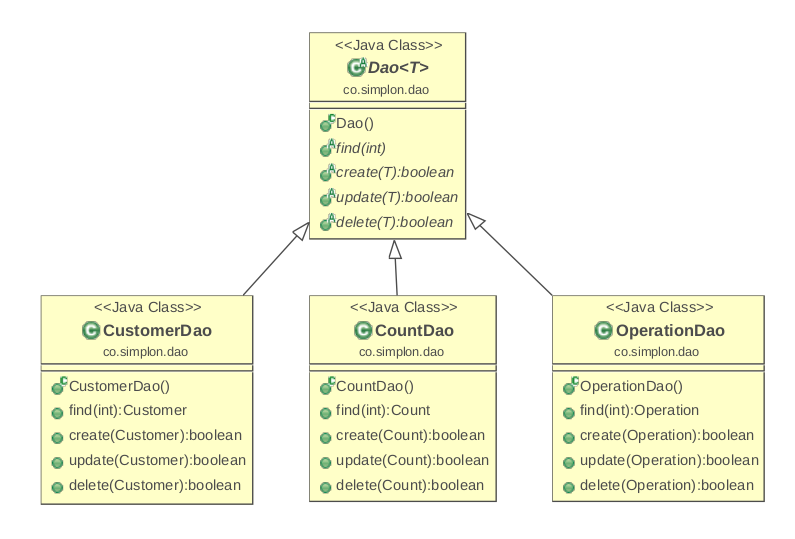 <<Java Class>>
Dao<T>
co.simplon.dao
Dao()
find(int)
create(T):boolean
update(T):boolean
delete(T):boolean
<<Java Class>>
CustomerDao
co.simplon.dao
CustomerDao()
find(int):Customer
create(Customer):boolean
update(Customer):boolean
delete(Customer):boolean
<<Java Class>>
CountDao
co.simplon.dao
CountDao()
find(int):Count
create(Count):boolean
update(Count):boolean
delete(Count):boolean
<<Java Class>>
OperationDao
co.simplon.dao
OperationDao()
find(int):Operation
create(Operation):boolean
update(Operation):boolean
delete(Operation):boolean